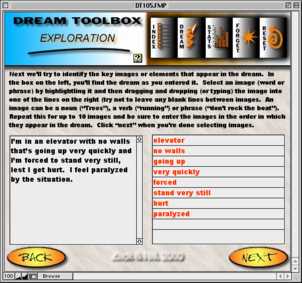 DT105.FMP
DREAM TOOLBOX
EXPLORATION
INDEX
DREAM
STATS
FORGET
RESET
Next we'll try to identify the key images or elements that appear in the dream. In
the box on the left, you'll find the dream as you entered it. Select an image (word or
phrase) by highlighting it and then dragging and dropping (or typing) the image into
one of the lines on the right (try not to leave any blank lines between images. An
image can be a noun ("Trees"), a verb ("running") or phrase ("don't rock the boat").
Repeat this for up to 10 images and be sure to enter the images in the order in which
they appear in the dream. Click "next" when you're done selecting images.
I'm in an elevator with no walls
that's going up very quickly and
I'm forced to stand very still,
lest I get hurt. I feel paralyzed
by the situation.
elevator
no walls
going up
very quickly
forced
stand very still
hurt
paralyzed
BACK
NEXT
100
Browse